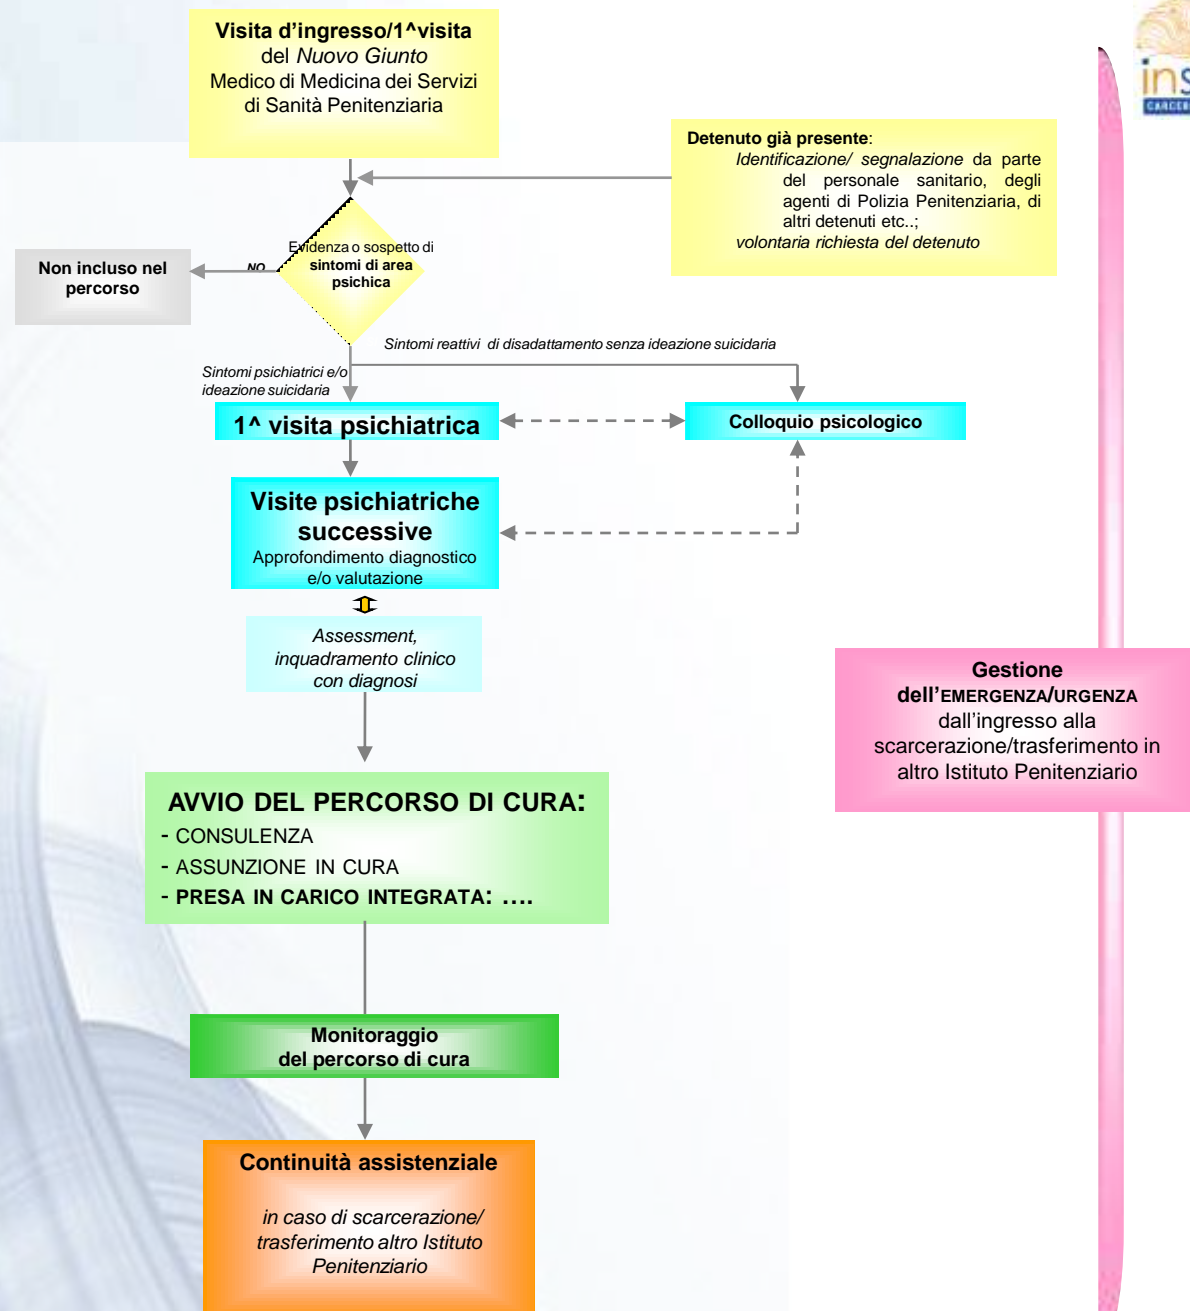 Visita d'ingresso/1^visita
del Nuovo Giunto
Medico di Medicina dei Servizi
di Sanità Penitenziaria
Detenuto già presente:
Identificazione/ segnalazione da parte
del personale sanitario, degli
agenti di Polizia Penitenziaria, di
altri detenuti etc..;
volontaria richiesta del detenuto
Evidenza o sospetto di
sintomi di area
psichica
NO
Non incluso nel
percorso
Sintomi reattivi di disadattamento senza ideazione suicidaria
Sintomi psichiatrici e/o
ideazione suicidaria
1^ visita psichiatrica
Colloquio psicologico
Visite psichiatriche
successive
Approfondimento diagnostico
e/o valutazione
Assessment,
inquadramento clinico
con diagnosi
Gestione
dell'EMERGENZA/URGENZA
dall'ingresso alla
scarcerazione/trasferimento in
altro Istituto Penitenziario
AVVIO DEL PERCORSO DI CURA:
- CONSULENZA
- ASSUNZIONE IN CURA
- PRESA IN CARICO INTEGRATA: ....
Monitoraggio
del percorso di cura
Continuità assistenziale
in caso di scarcerazione/
trasferimento altro Istituto
Penitenziario